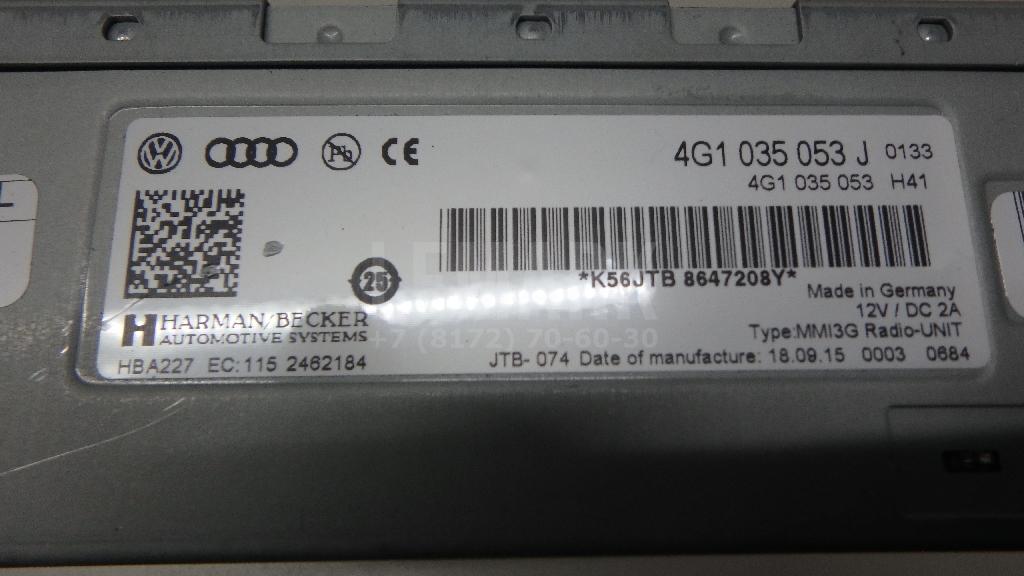 4G1 035 053 J 0133
4G1 035 053 H41
Pb
CE
L
25
*K56JTB 8647208Y*
Made in Germany
12V / DC 2A
Type:MMI3G Radio-UNIT
HARMAN/BECKER
AUTOMOTIVE SYSTEMS
+7 (8172) 70-60-30
HBA227 EC: 115 2462184
JTB- 074 Date of manufacture: 18.09.15 0003 0684